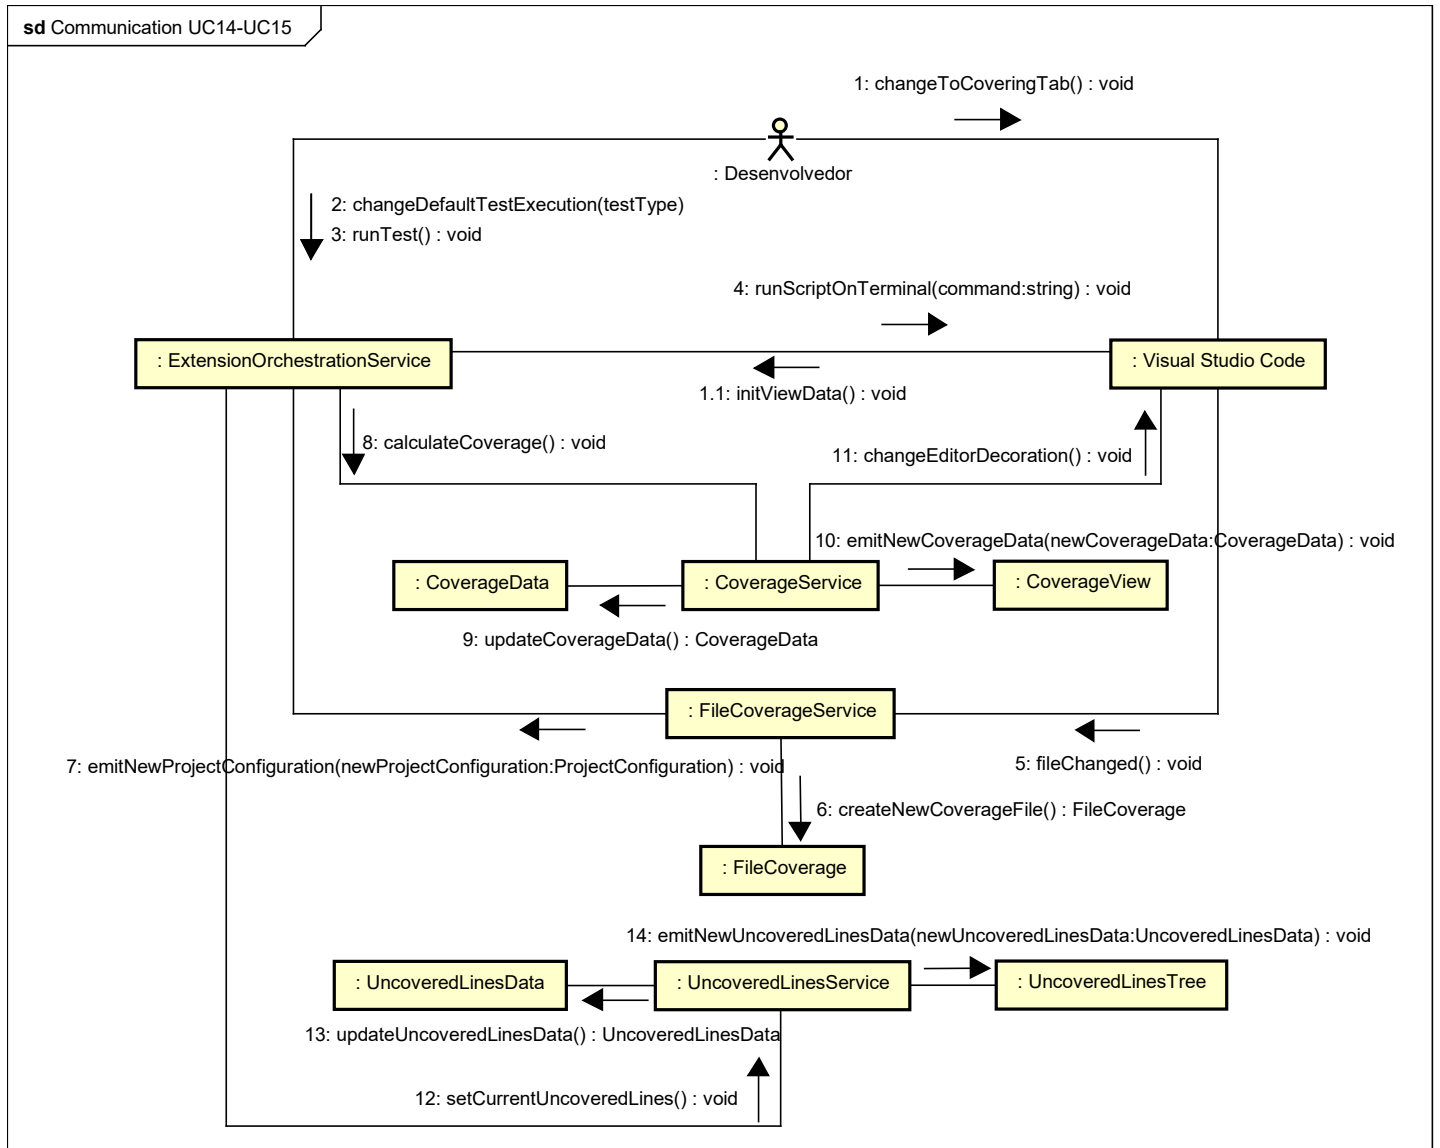 sd Communication UC14-UC15
1: changeToCoveringTab() : void
: Desenvolvedor
2: changeDefaultTestExecution(testType)
3: runTest() : void
4: runScriptOnTerminal(command:string) : void
: ExtensionOrchestrationService
: Visual Studio Code
1.1: initViewData() : void
8: calculateCoverage() : void
11: changeEditorDecoration() : void
10: emitNewCoverageData(newCoverageData:CoverageData) : void
: CoverageData
: CoverageService
: CoverageView
9: updateCoverageData() : CoverageData
: FileCoverageService
7: emitNewProjectConfiguration(newProjectConfiguration:ProjectConfiguration) : void
5: fileChanged() : void
6: createNewCoverageFile() : FileCoverage
: FileCoverage
14: emitNewUncoveredLinesData(newUncoveredLinesData:UncoveredLinesData) : void
: UncoveredLinesData
: UncoveredLinesService
: UncoveredLinesTree
13: updateUncoveredLinesData() : UncoveredLinesData
12: setCurrentUncoveredLines() : void